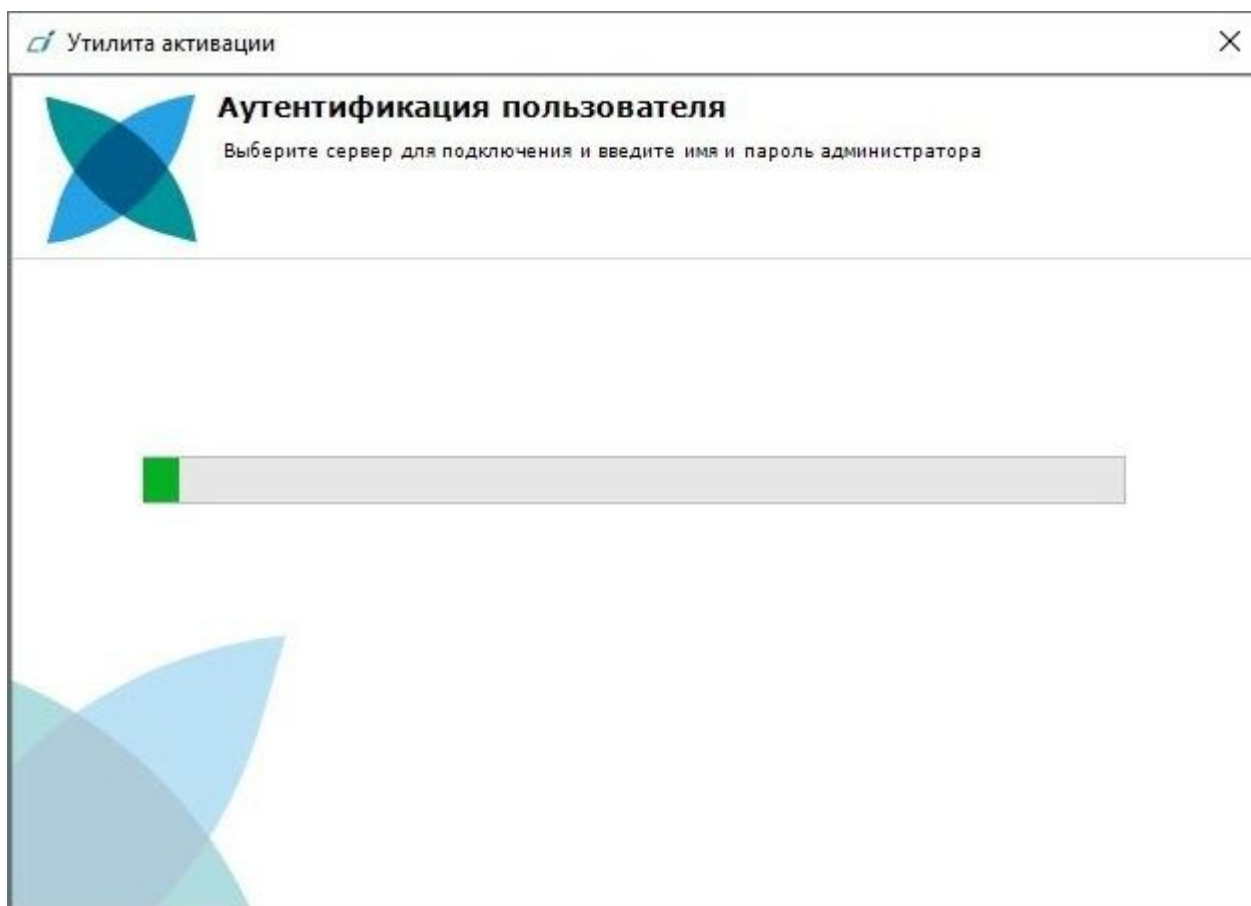 Утилита активации
Аутентификация пользователя
Выберите сервер для подключения и введите имя и пароль администратора